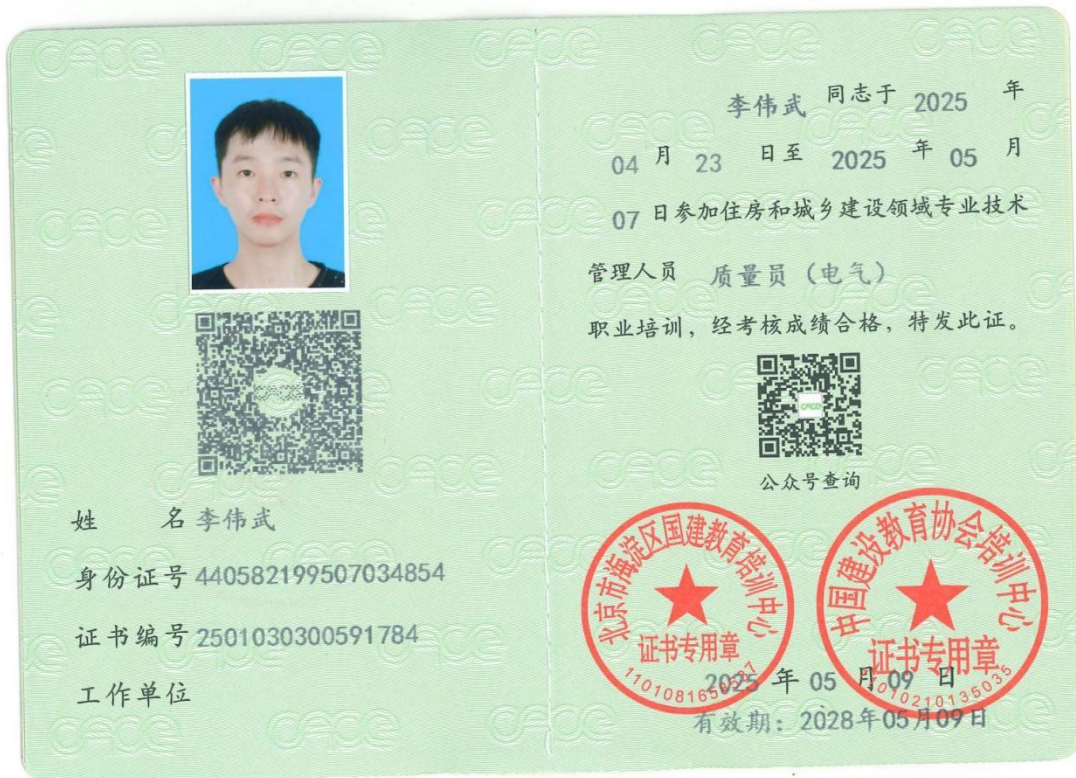 姓 名 李伟武
身份证号 440582199507034854
证书编号 2501030300591784
工作单位
李伟武 同志于 2025 年
04 月 23 日至 2025 年 05 月
07 日参加住房和城乡建设领域专业技术
管理人员 质量员（电气）
职业培训，经考核成绩合格，特发此证。
公众号查询
北京市海淀区国建教育培训中心
证书专用章
中国建设教育协会培训中心
证书专用章
2025 年 05 月 09 日
有效期：2028年05月09日